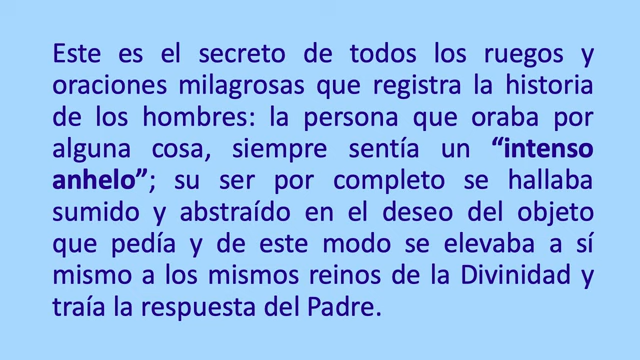 Este es el secreto de todos los ruegos y
oraciones milagrosas que registra la historia
de los hombres: la persona que oraba por
alguna cosa, siempre sentía un “intenso
anhelo”; su ser por completo se hallaba
sumido y abstraído en el deseo del objeto
que pedía y de este modo se elevaba a sí
mismo a los mismos reinos de la Divinidad y
traía la respuesta del Padre.